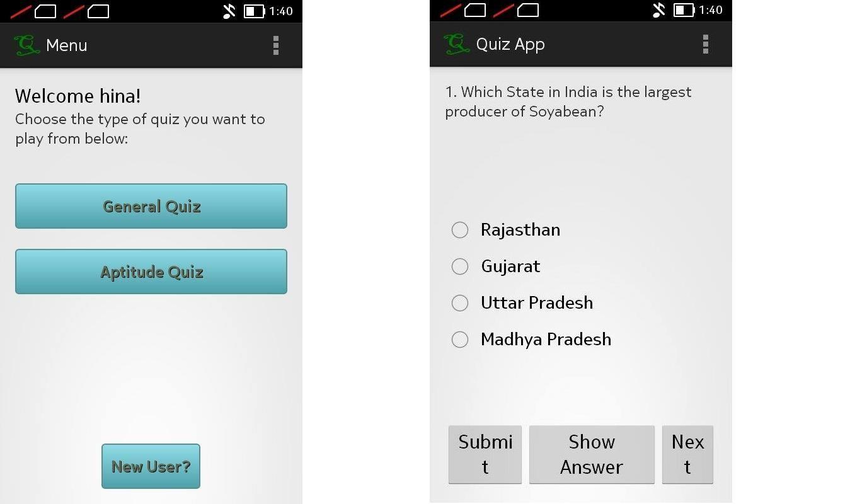 1:40
Menu
Welcome hina!
Choose the type of quiz you want to
play from below:
General Quiz
Aptitude Quiz
New User?
1:40
Quiz App
1. Which State in India is the largest
producer of Soyabean?
Rajasthan
Gujarat
Uttar Pradesh
Madhya Pradesh
Submi
t
Show
Answer
Nex
t